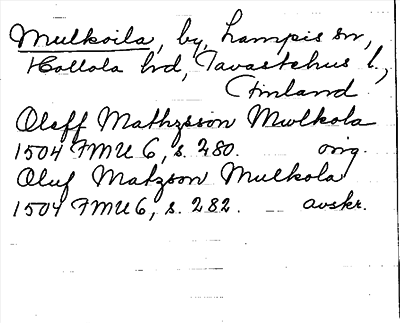 Mulkoila, by, Lampis sn,
Hollola hd, Tavastehus l.,
Finland
Oleff Mathzsson Mwlkola
1504 FMU 6, s. 280. orig.
Oluf Matzson Mulkola
1504 FMU 6, s. 282. avskr.